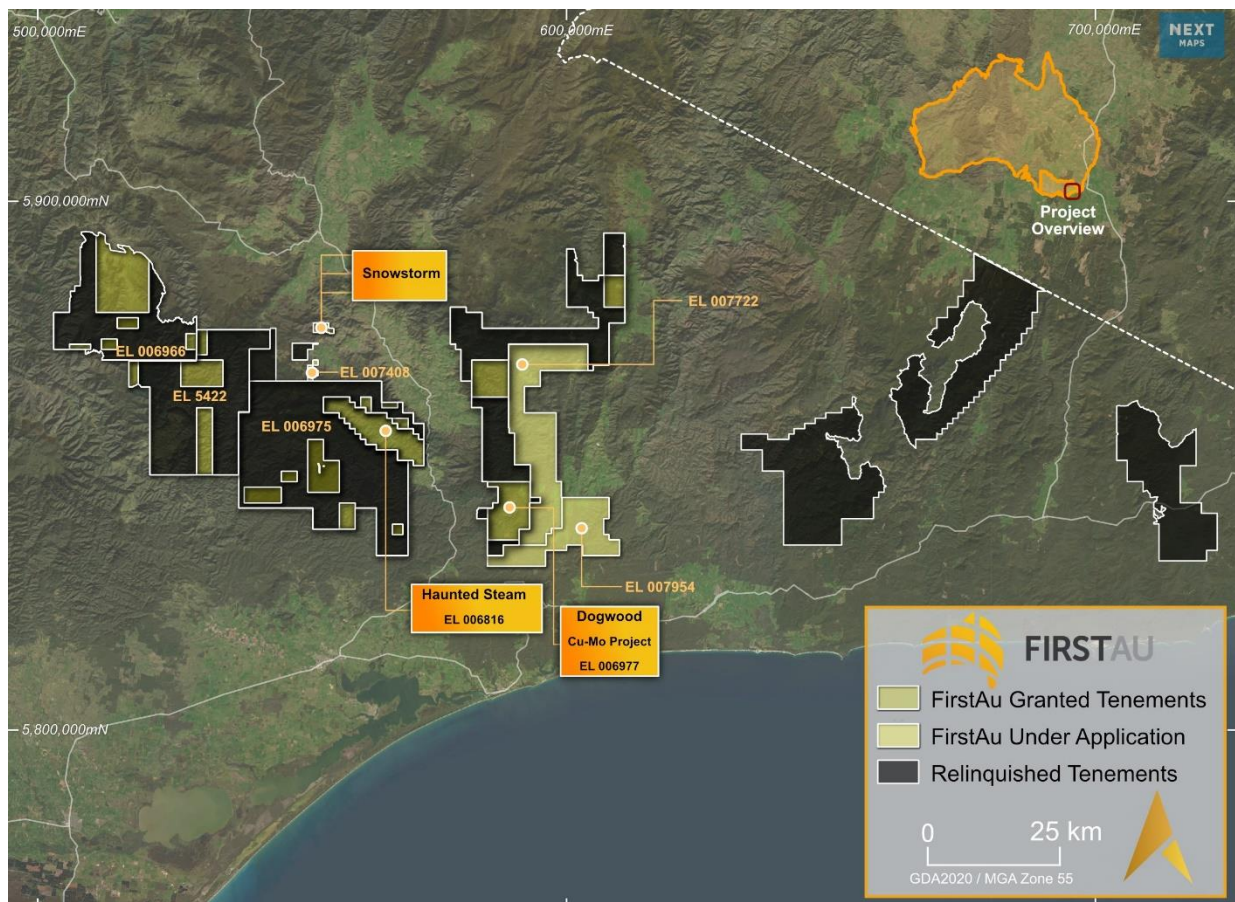 500,000mE
600,000mE
700,000mE
NEXT
MAPS
5,900,000mN
Project
Overview
Snowstorm
EL 007722
EL 006966
EL 007408
EL 5422
EL 006975
EL 007954
Haunted Steam
EL 006816
Dogwood
Cu-Mo Project
EL 006977
5,800,000mN
FIRSTAU
FirstAu Granted Tenements
FirstAu Under Application
Relinquished Tenements
0 25 km
GDA2020 / MGA Zone 55